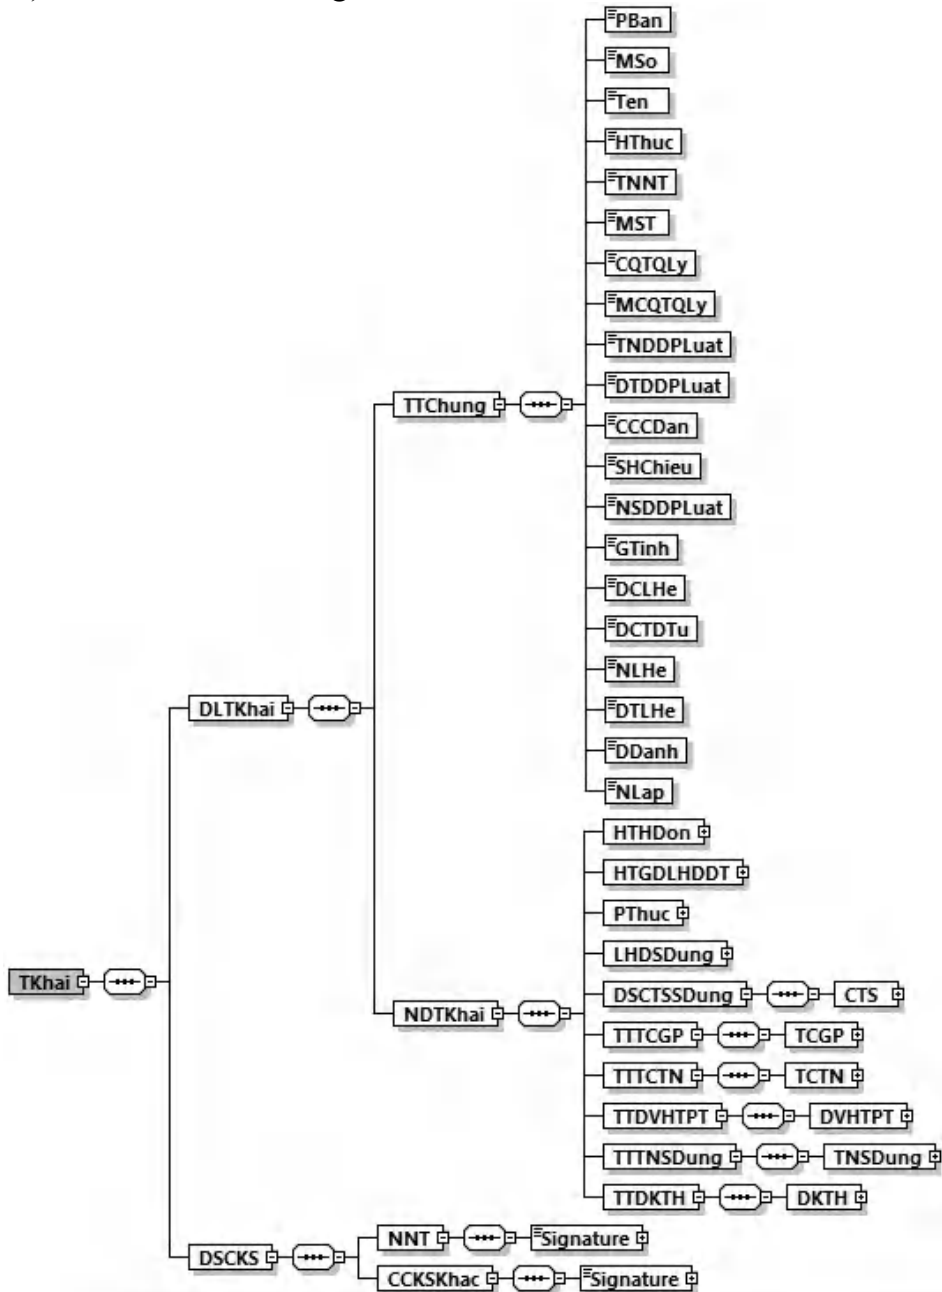 PBan
MSo
Ten
HThuc
TNNT
MST
CQTQLy
MCQTQLy
TNDDPLuat
DTDDPLuat
TTChung
CCCDan
SHChieu
NSDDPLuat
GTinh
DCLHe
DCTDTu
NLHe
DLTKhai
DTLHe
DDanh
NLap
HTHDon
HTGDLHDDT
PThuc
LHDSDung
TKhai
DSCTSSDung CTS
NDTKhai
TTTCGP TCGP
TTTCTN TCTN
TTDVHTPT DVHTPT
TTTNSDung TNSDung
TTDKTH DKTH
NNT Signature
DSCKS
CCKSKhac Signature